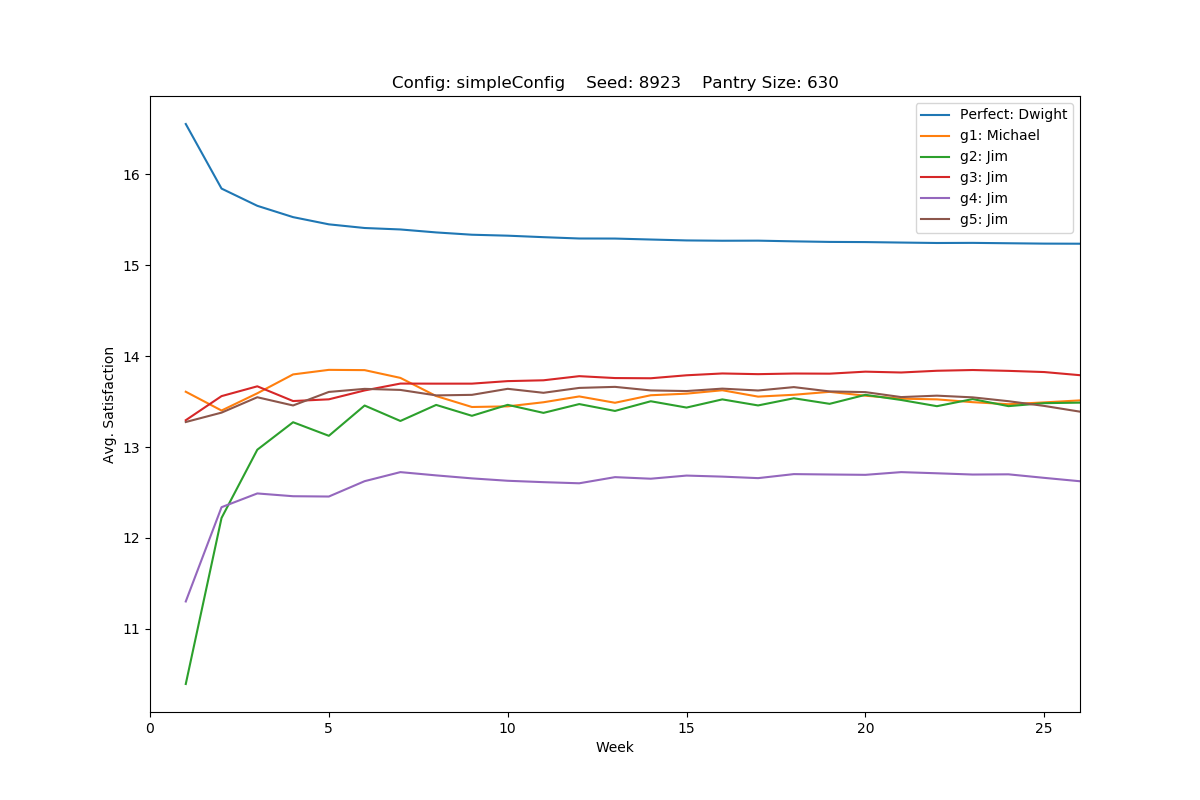 Config: simpleConfig    Seed: 8923    Pantry Size: 630
Perfect: Dwight
g1: Michael
g2: Jim
g3: Jim
g4: Jim
g5: Jim
Avg. Satisfaction
16
15
14
13
12
11
0 5 10 15 20 25
Week